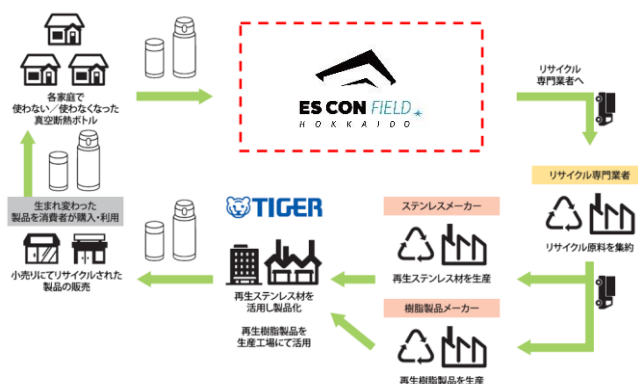 各家庭で
使わない／使わなくなった
真空断熱ボトル
ES CON FIELD
HOKKAIDO
リサイクル
専門業者へ
リサイクル専門業者
リサイクル原料を集約
ステンレスメーカー
再生ステンレス材を生産
樹脂製品メーカー
再生樹脂製品を生産
TIGER
再生ステンレス材を
活用し製品化
再生樹脂製品を
生産工場にて活用
生まれ変わった
製品を消費者が購入・利用
小売りにてリサイクルされた
製品の販売